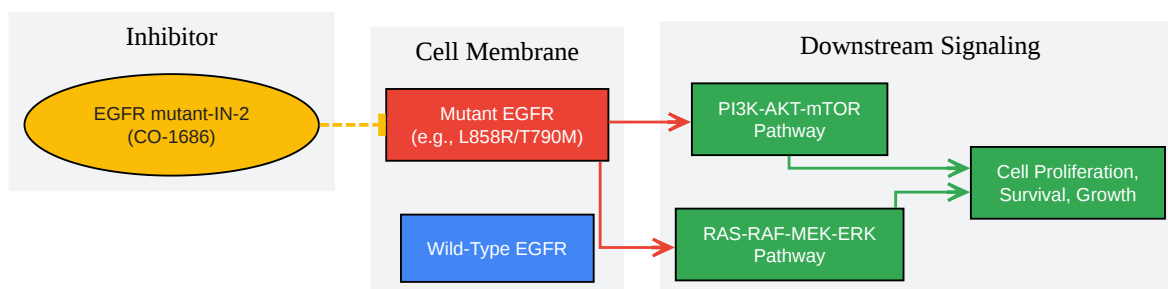 Inhibitor
EGFR mutant-IN-2
(CO-1686)
Cell Membrane
Mutant EGFR
(e.g., L858R/T790M)
Wild-Type EGFR
Downstream Signaling
PI3K-AKT-mTOR
Pathway
RAS-RAF-MEK-ERK
Pathway
Cell Proliferation,
Survival, Growth